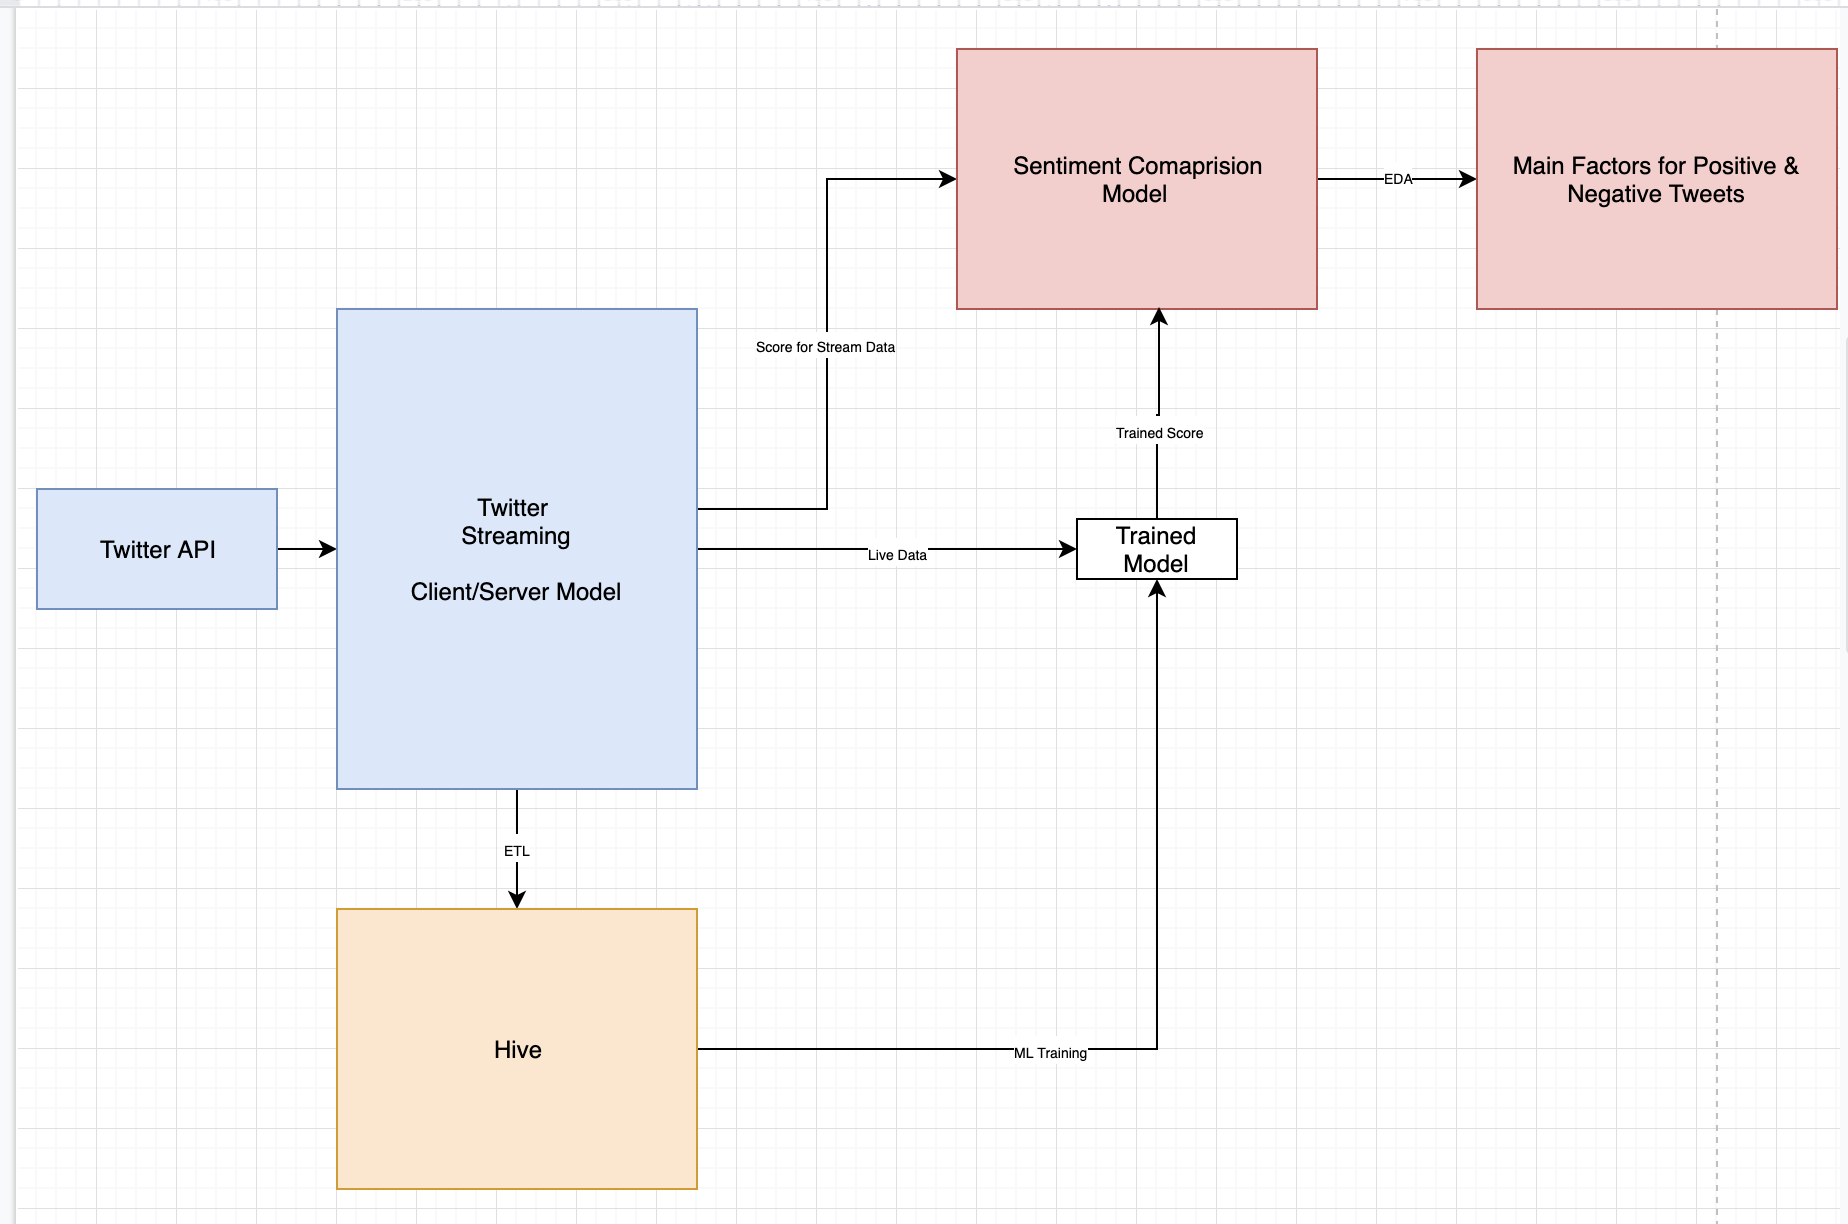 Sentiment Comaprision
Model
EDA
Main Factors for Positive &
Negative Tweets
Score for Stream Data
Trained Score
Twitter API
Twitter
Streaming
Client/Server Model
Live Data
Trained
Model
ETL
Hive
ML Training